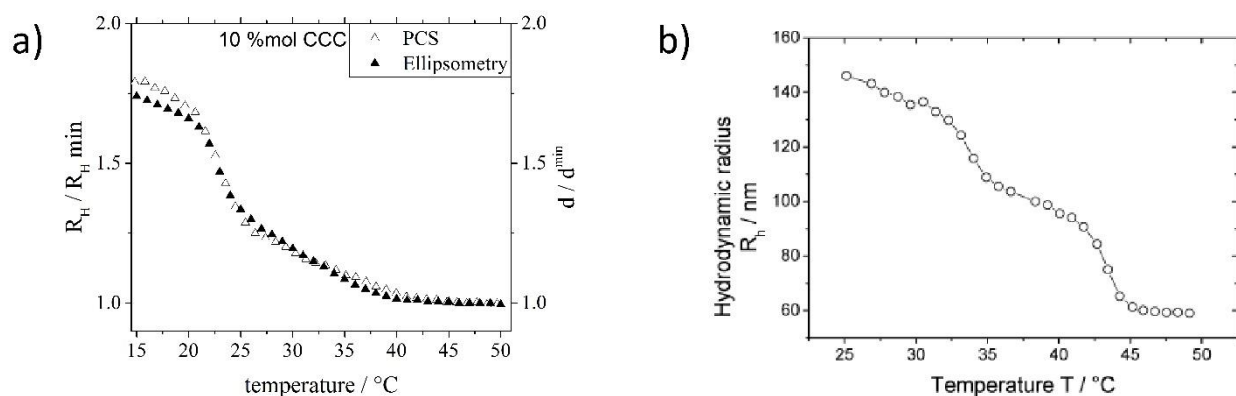 a)
10 %mol CCC
PCS
Ellipsometry
2.0
1.5
1.0
R_H / R_H min
2.0
1.5
1.0
d / d^min
15 20 25 30 35 40 45 50
temperature / °C
b)
160
140
120
100
80
60
Hydrodynamic radius
R_h / nm
25 30 35 40 45 50
Temperature T / °C